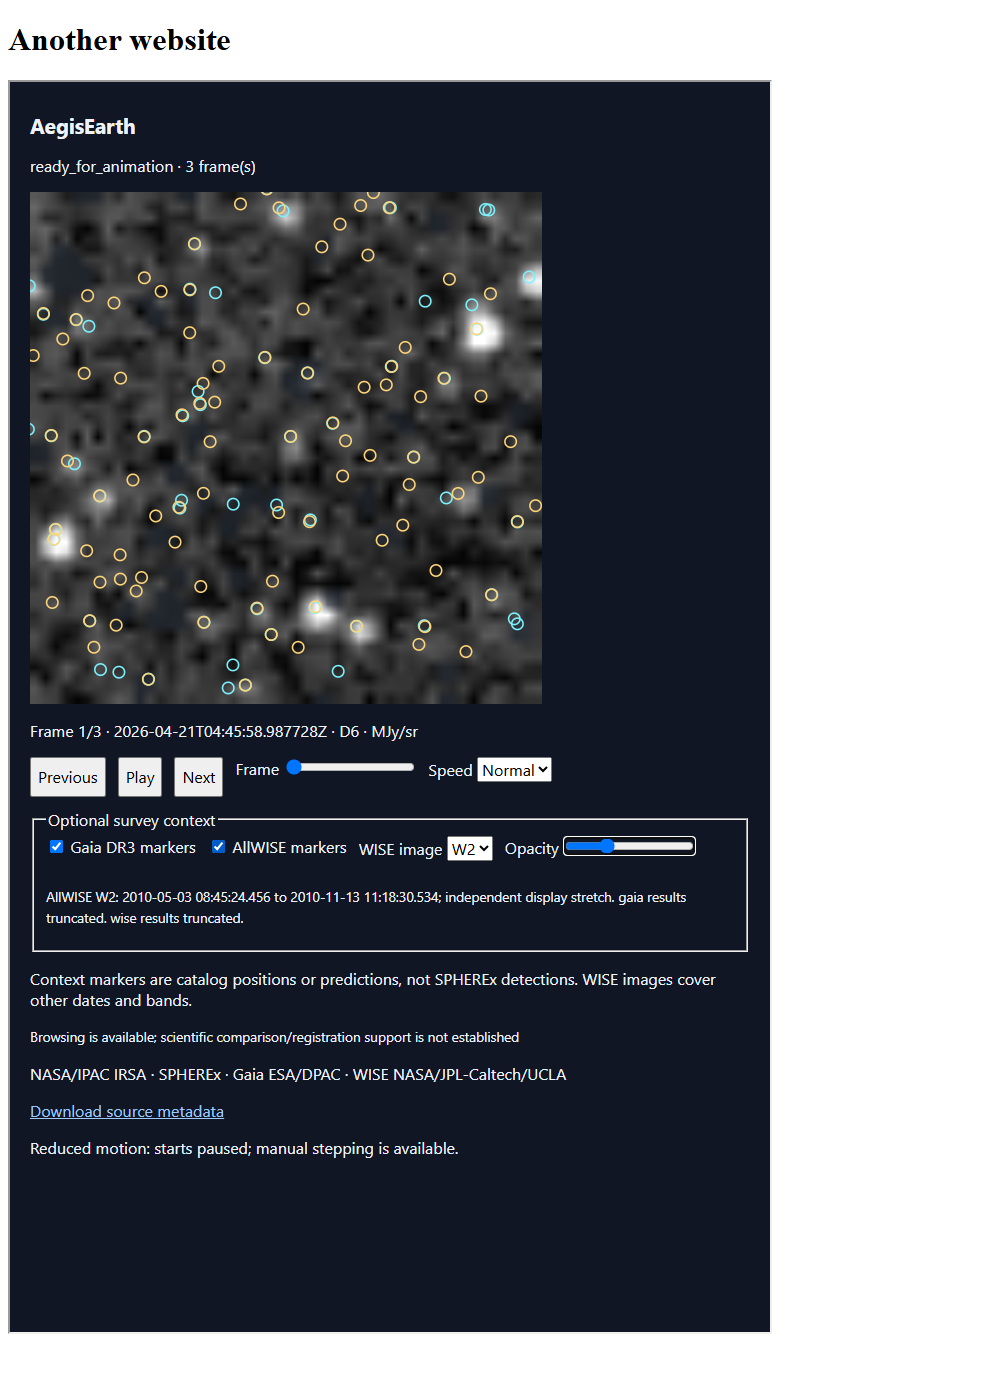 Another website
AegisEarth
ready_for_animation · 3 frame(s)
Frame 1/3 · 2026-04-21T04:45:58.987728Z · D6 · MJy/sr
Previous Play Next Frame Speed Normal
Optional survey context
Gaia DR3 markers AllWISE markers WISE image W2 Opacity
AllWISE W2: 2010-05-03 08:45:24.456 to 2010-11-13 11:18:30.534; independent display stretch. gaia results
truncated. wise results truncated.
Context markers are catalog positions or predictions, not SPHEREx detections. WISE images cover
other dates and bands.
Browsing is available; scientific comparison/registration support is not established
NASA/IPAC IRSA · SPHEREx · Gaia ESA/DPAC · WISE NASA/JPL-Caltech/UCLA
Download source metadata
Reduced motion: starts paused; manual stepping is available.